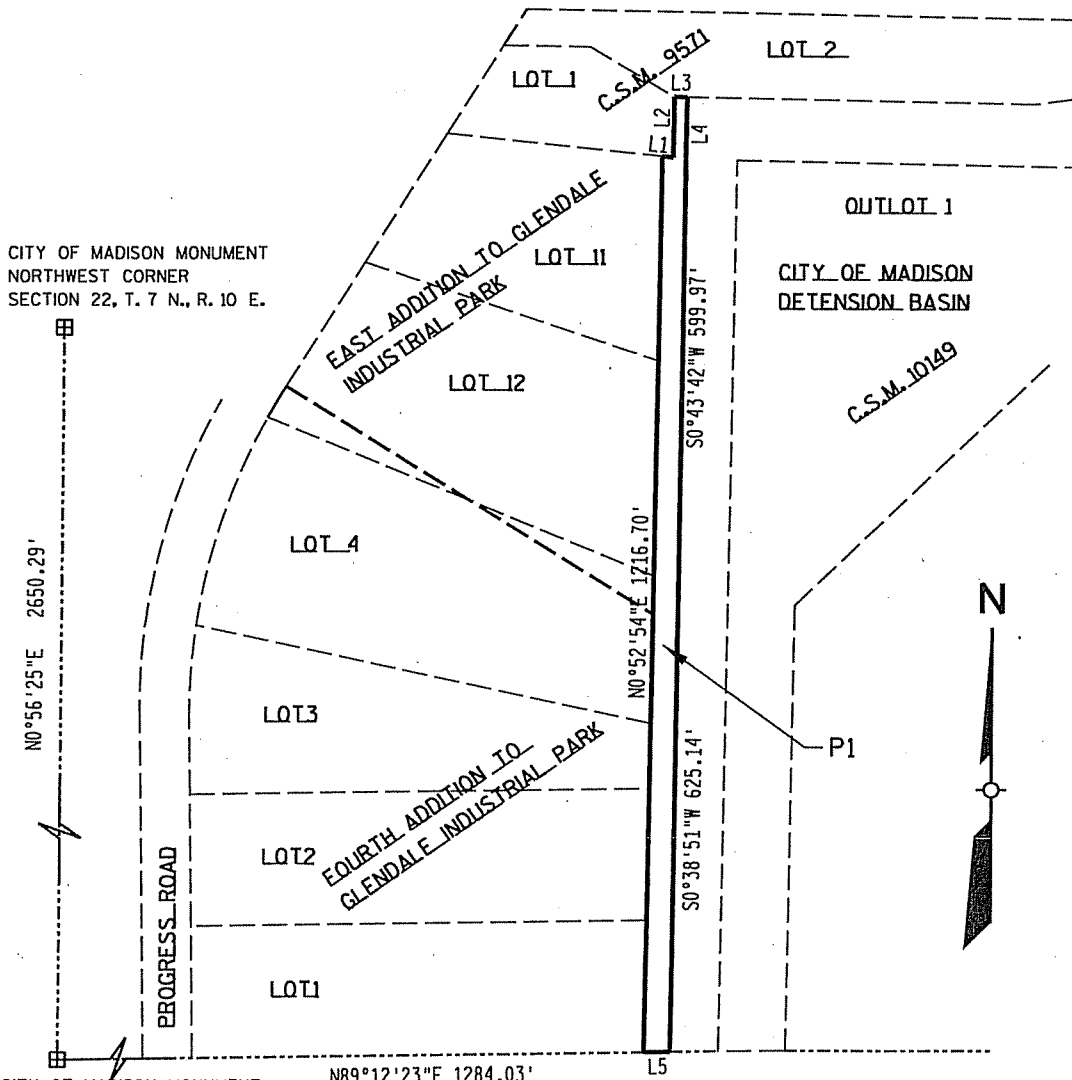 LOT 2
C.S.M. 9571
LOT 1
L3
L2
L4
L1
OUTLOT 1
CITY OF MADISON MONUMENT
NORTHWEST CORNER
SECTION 22, T. 7 N., R. 10 E.
EAST ADDITION TO GLENDALE
INDUSTRIAL PARK
LOT 11
CITY OF MADISON
DETENSION BASIN
S0°43'42"W 599.97'
C.S.M. 10149
LOT 12
LOT 4
N0°56'25"E 2650.29'
N0°52'54"E 1216.70'
N
LOT3
P1
FOURTH ADDITION TO
GLENDALE INDUSTRIAL PARK
S0°38'51"W 625.14'
LOT2
PROGRESS ROAD
LOT1
L5
CITY OF MADISON MONUMENT
N89°12'23"E 1284.03'